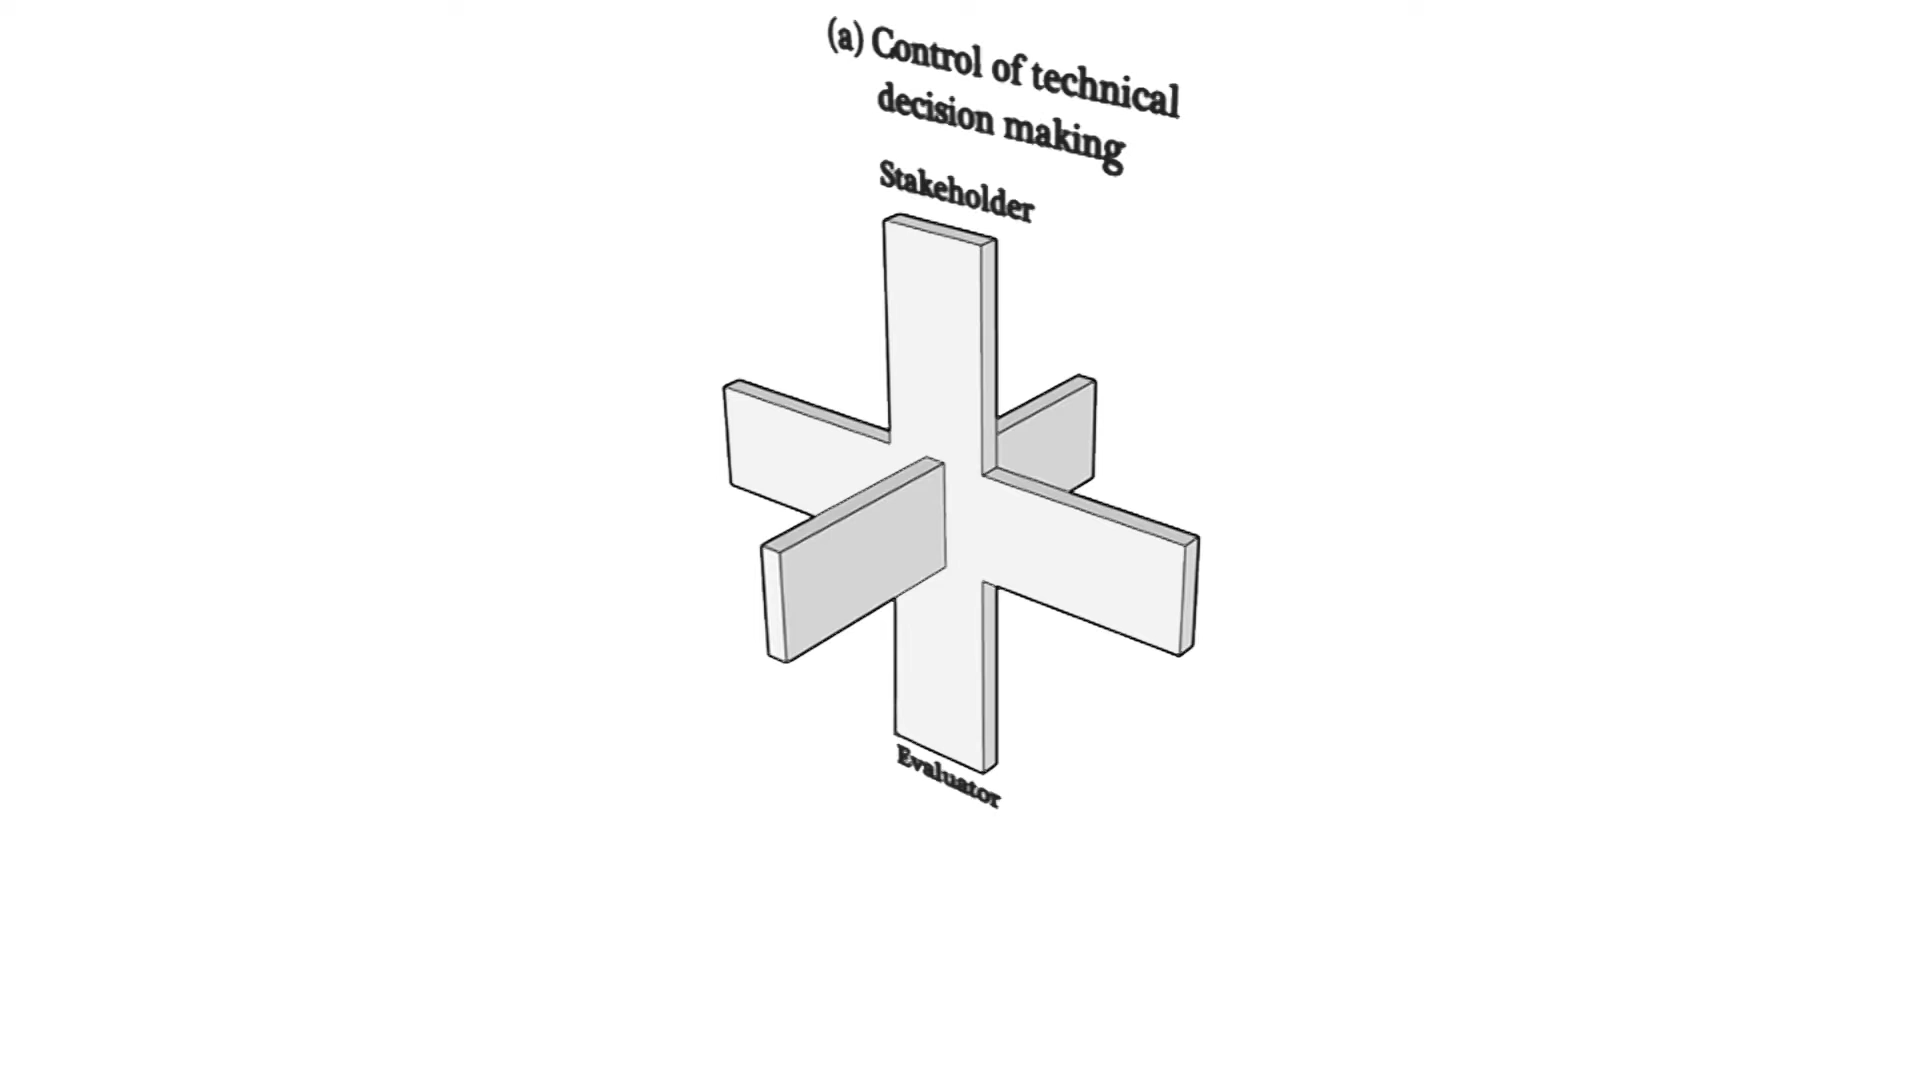 (a) Control of technical
decision making
Stakeholder
Evaluator